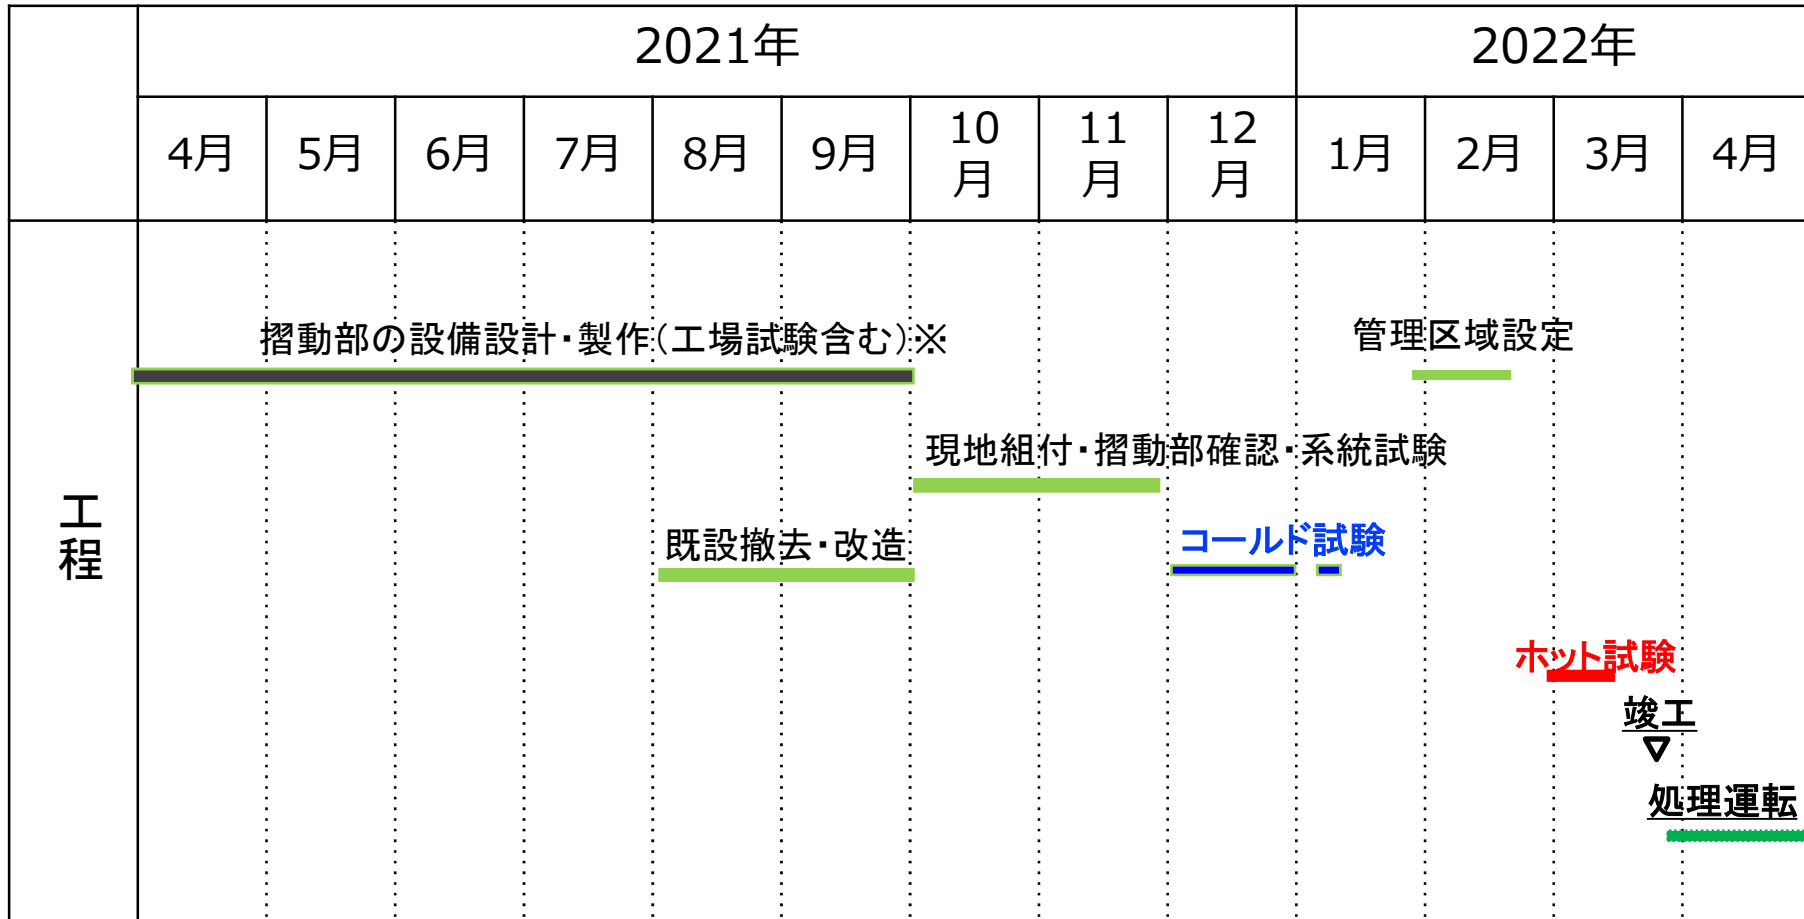 2021年
2022年
4月
5月
6月
7月
8月
9月
10
月
11
月
12
月
1月
2月
3月
4月
工
程
摺動部の設備設計・製作(工場試験含む)※
管理区域設定
現地組付・摺動部確認・系統試験
既設撤去・改造
コールド試験
ホット試験
竣工
処理運転